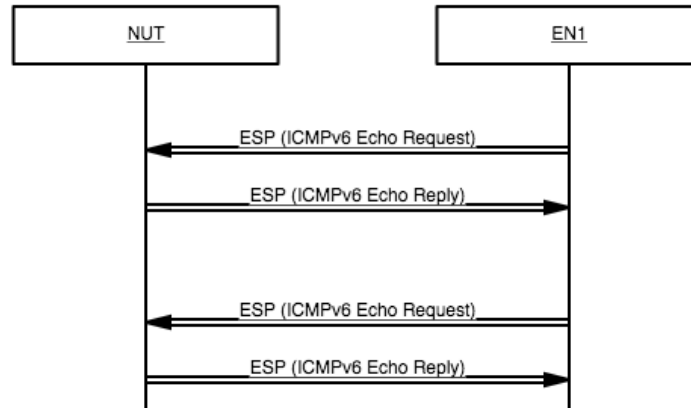 NUT
EN1
ESP (ICMPv6 Echo Request)
ESP (ICMPv6 Echo Reply)
ESP (ICMPv6 Echo Request)
ESP (ICMPv6 Echo Reply)